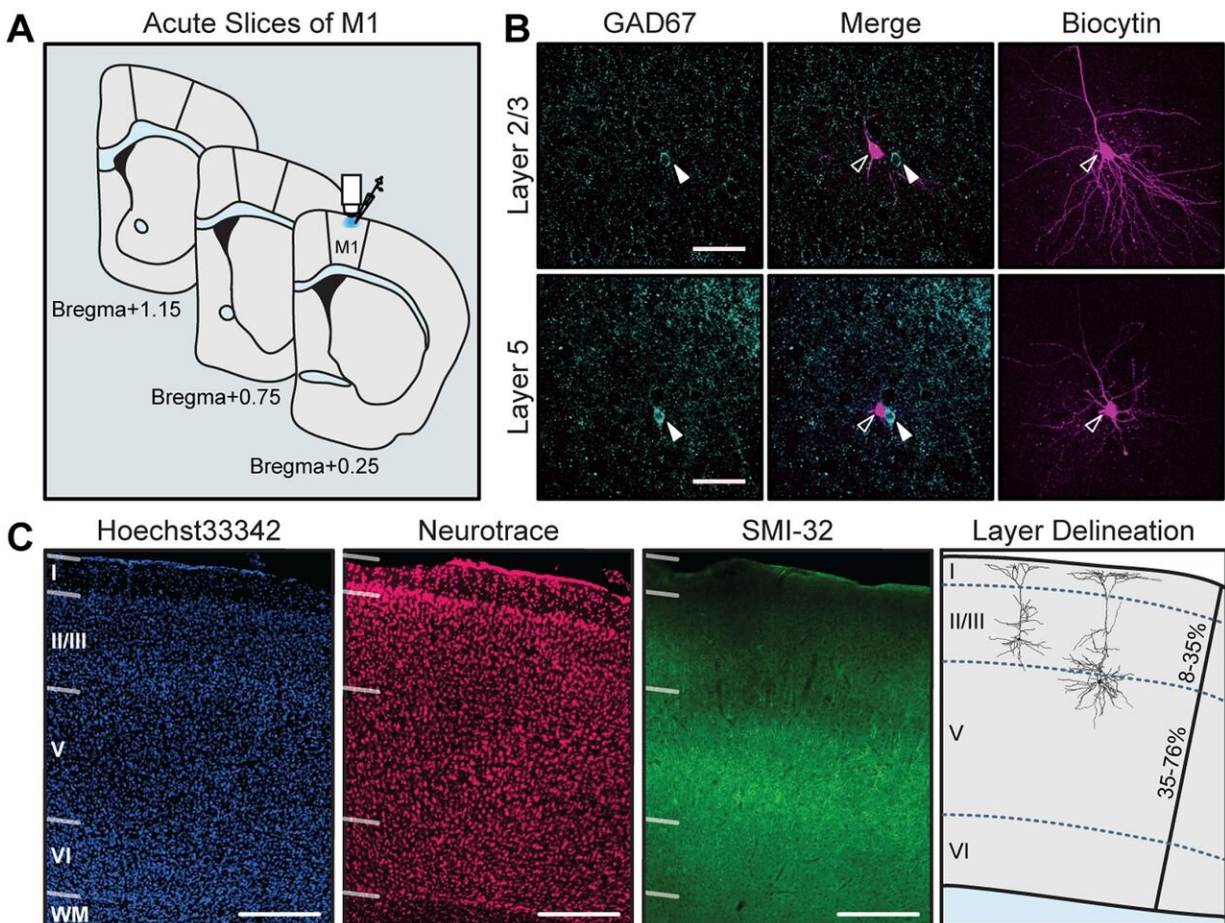 A
Acute Slices of M1
M1
Bregma+1.15
Bregma+0.75
Bregma+0.25
B
GAD67
Merge
Biocytin
Layer 2/3
Layer 5
C
Hoechst33342
Neurotrace
SMI-32
Layer Delineation
I
II/III
V
VI
WM
I
II/III
V
VI
8-35%
35-76%